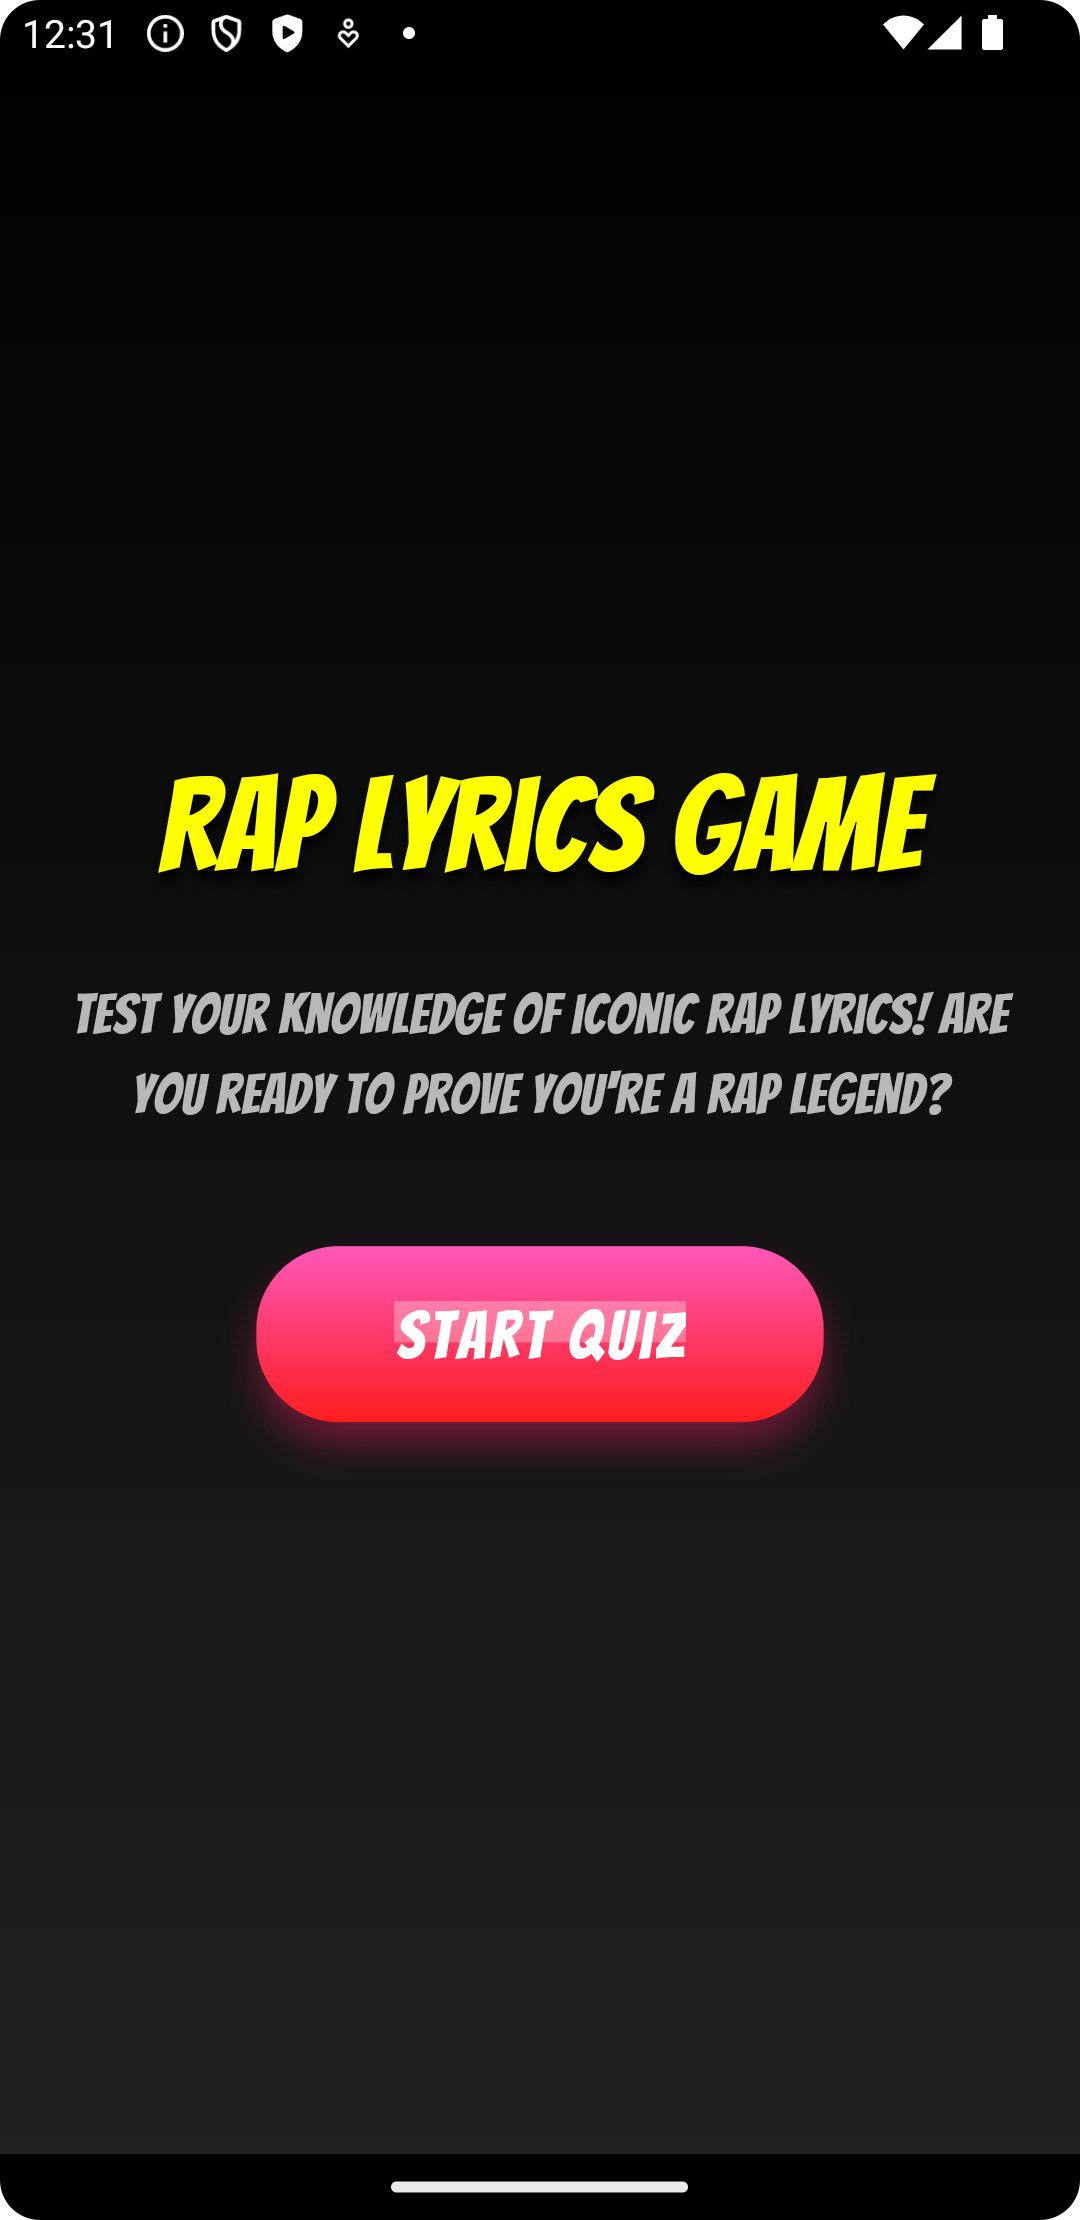 12:31
RAP LYRICS GAME
TEST YOUR KNOWLEDGE OF ICONIC RAP LYRICS! ARE
YOU READY TO PROVE YOU'RE A RAP LEGEND?
START QUIZ